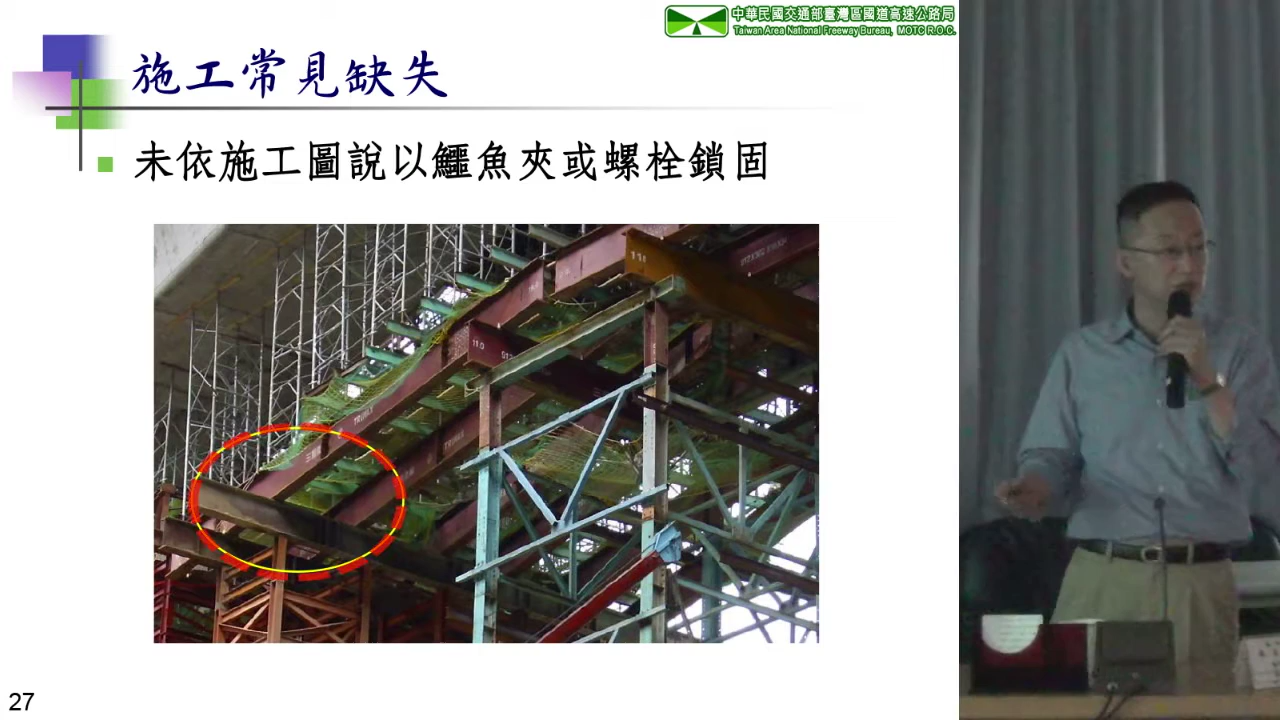 中華民國交通部臺灣區國道高速公路局
Taiwan Area National Freeway Bureau, MOTC R.O.C.
施工常見缺失
未依施工圖說以鱷魚夾或螺栓鎖固
110
27